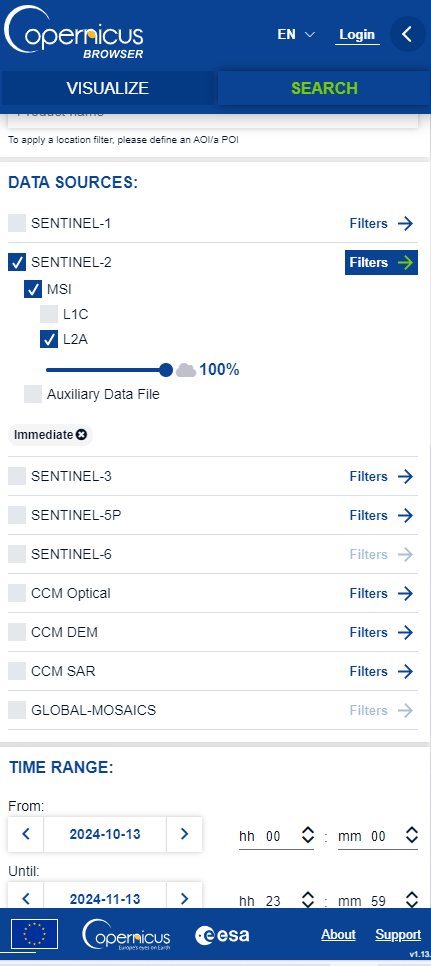 Copernicus
BROWSER
EN
Login
VISUALIZE
SEARCH
Product name
To apply a location filter, please define an AOI/a POI
DATA SOURCES:
SENTINEL-1 Filters
SENTINEL-2 Filters
MSI
L1C
L2A
100%
Auxiliary Data File
Immediate
SENTINEL-3 Filters
SENTINEL-5P Filters
SENTINEL-6 Filters
CCM Optical Filters
CCM DEM Filters
CCM SAR Filters
GLOBAL-MOSAICS Filters
TIME RANGE:
From:
2024-10-13 hh 00 : mm 00
Until:
2024-11-13 hh 23 : mm 59
Copernicus
Europe's eyes on Earth
esa
About Support
v1.13.